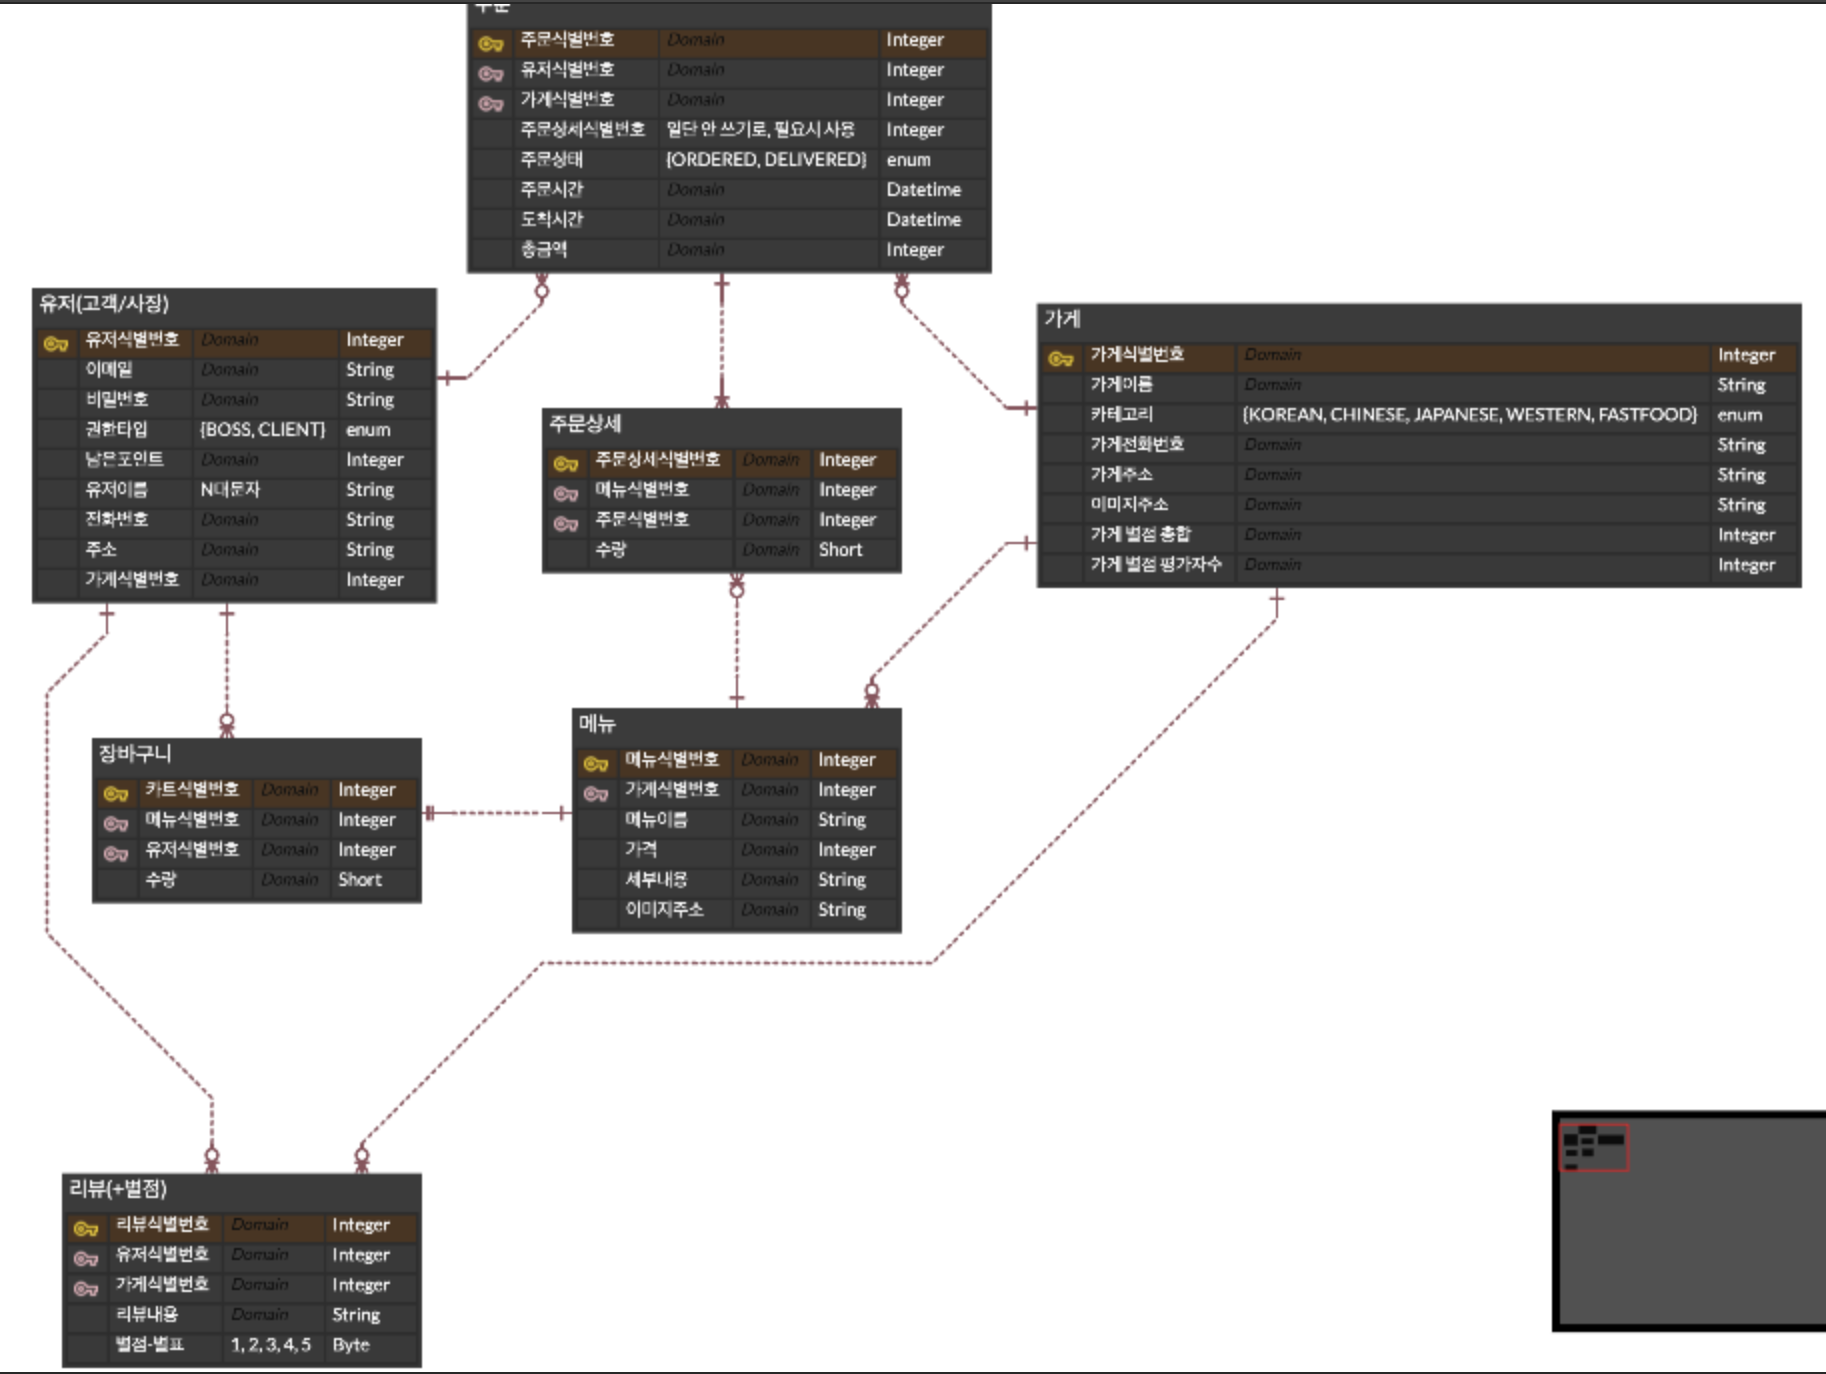 주문
주문식별번호 Domain Integer
유저식별번호 Domain Integer
가게식별번호 Domain Integer
주문상세식별번호 일단 안 쓰기로, 필요시 사용 Integer
주문상태 {ORDERED, DELIVERED} enum
주문시간 Domain Datetime
도착시간 Domain Datetime
총금액 Domain Integer
유저(고객/사장)
유저식별번호 Domain Integer
이메일 Domain String
비밀번호 Domain String
권한타입 {BOSS, CLIENT} enum
남은포인트 Domain Integer
유저이름 N대문자 String
전화번호 Domain String
주소 Domain String
가게식별번호 Domain Integer
주문상세
주문상세식별번호 Domain Integer
메뉴식별번호 Domain Integer
주문식별번호 Domain Integer
수량 Domain Short
가게
가게식별번호 Domain Integer
가게이름 Domain String
카테고리 {KOREAN, CHINESE, JAPANESE, WESTERN, FASTFOOD} enum
가게전화번호 Domain String
가게주소 Domain String
이미지주소 Domain String
가게 별점 총합 Domain Integer
가게 별점 평가자수 Domain Integer
장바구니
카트식별번호 Domain Integer
메뉴식별번호 Domain Integer
유저식별번호 Domain Integer
수량 Domain Short
메뉴
메뉴식별번호 Domain Integer
가게식별번호 Domain Integer
메뉴이름 Domain String
가격 Domain Integer
세부내용 Domain String
이미지주소 Domain String
리뷰(+별점)
리뷰식별번호 Domain Integer
유저식별번호 Domain Integer
가게식별번호 Domain Integer
리뷰내용 Domain String
별점-별표 1, 2, 3, 4, 5 Byte